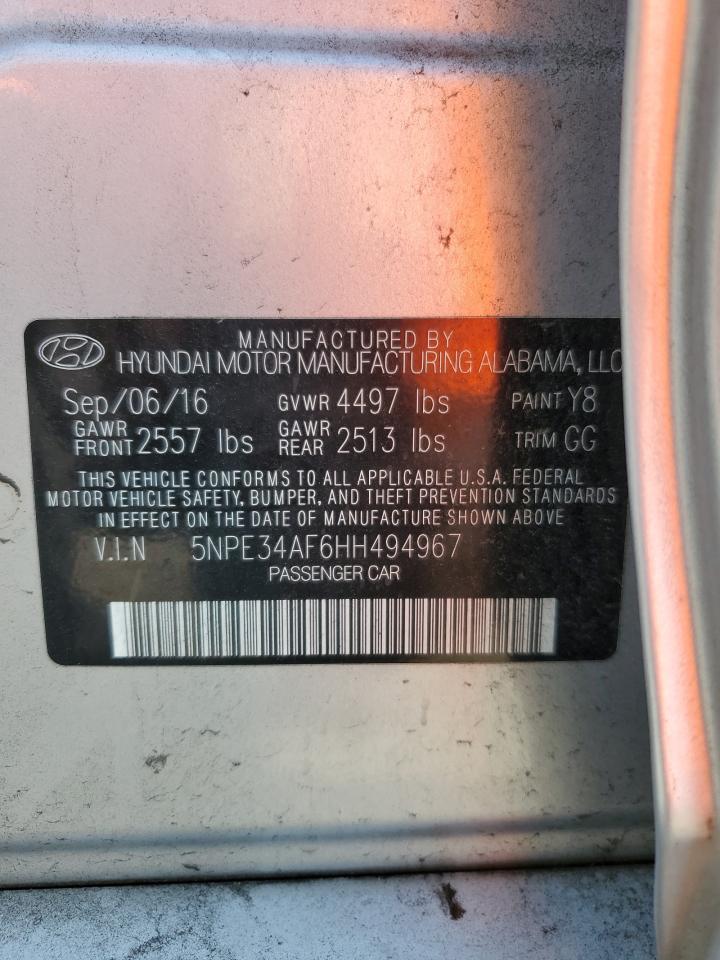 MANUFACTURED BY
HYUNDAI MOTOR MANUFACTURING ALABAMA, LLC
Sep/06/16 GVWR 4497 lbs PAINT Y8
GAWR FRONT 2557 lbs GAWR REAR 2513 lbs TRIM GG
THIS VEHICLE CONFORMS TO ALL APPLICABLE U.S.A. FEDERAL
MOTOR VEHICLE SAFETY, BUMPER, AND THEFT PREVENTION STANDARDS
IN EFFECT ON THE DATE OF MANUFACTURE SHOWN ABOVE
V.I.N 5NPE34AF6HH494967
PASSENGER CAR